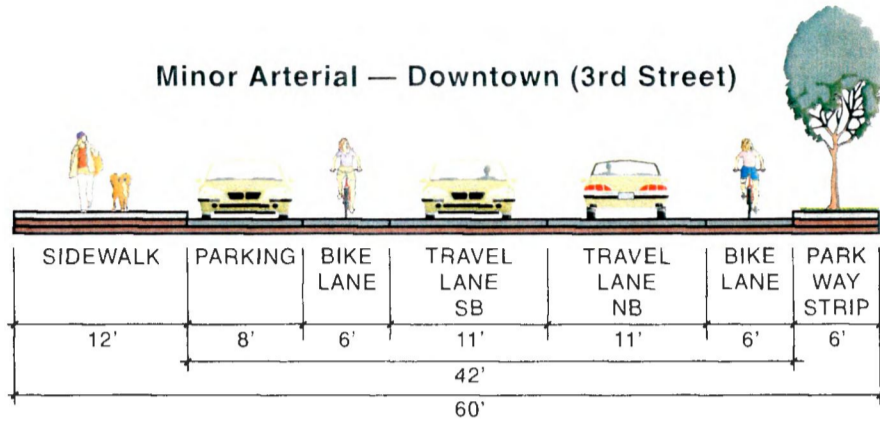 Minor Arterial — Downtown (3rd Street)
SIDEWALK
PARKING
BIKE
LANE
TRAVEL
LANE
SB
TRAVEL
LANE
NB
BIKE
LANE
PARK
WAY
STRIP
12'
8'
6'
11'
11'
6'
6'
42'
60'